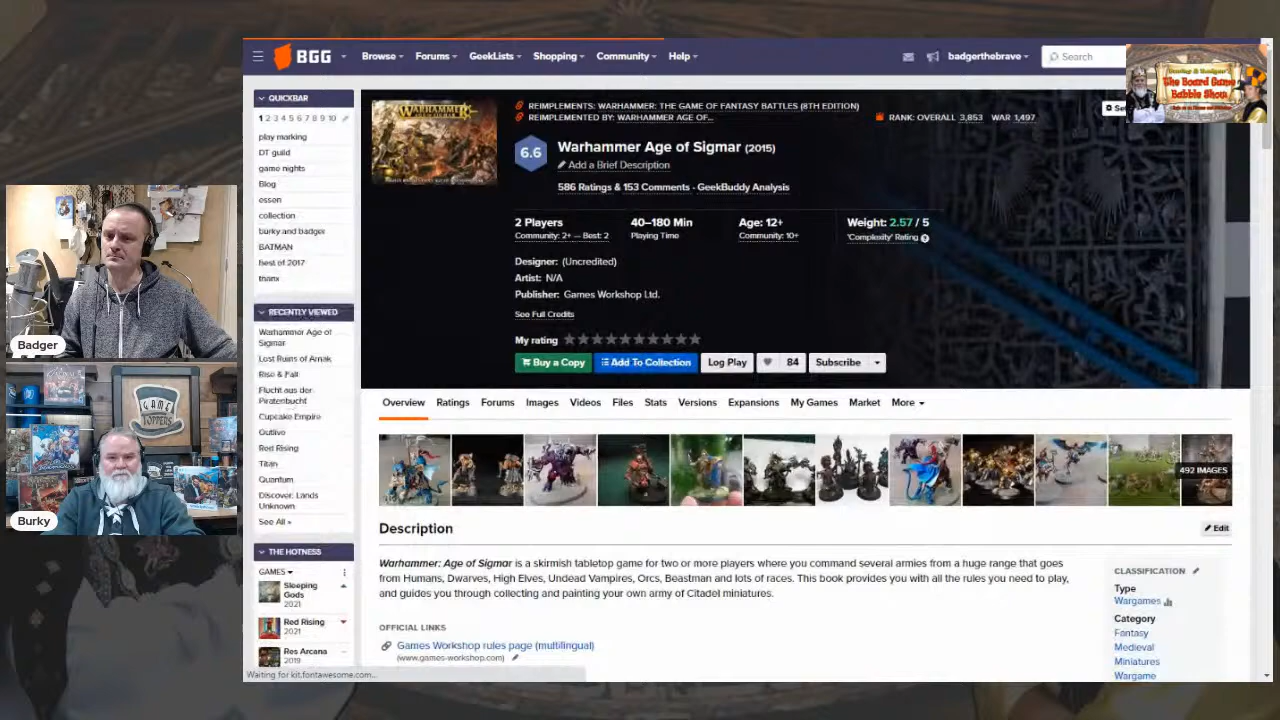 BGG
Browse
Forums
GeekLists
Shopping
Community
Help
badgerthebrave
Search
The Board Game
Babble Show
QUICKBAR
1 2 3 4 5 6 7 8 9 10
play marking
DT guild
game nights
Blog
essen
collection
burky and badger
BATMAN
best of 2017
RECENTLY VIEWED
Warhammer Age of
Sigmar
Lost Ruins of Arnak
Rise & Fall
Flucht aus der
Piratenbucht
Cupcake Empire
Outlive
Red Rising
Titan
Quantum
Discover: Lands
Unknown
See All »
THE HOTNESS
GAMES
Sleeping
Gods
2021
Red Rising
2021
Res Arcana
2019
WARHAMMER
REIMPLEMENTS: WARHAMMER: THE GAME OF FANTASY BATTLES (8TH EDITION)
REIMPLEMENTED BY: WARHAMMER AGE OF...
RANK: OVERALL 3,853 WAR 1,497
6.6
Warhammer Age of Sigmar (2015)
Add a Brief Description
586 Ratings & 153 Comments · GeekBuddy Analysis
2 Players
Community: 2+ — Best: 2
40–180 Min
Playing Time
Age: 12+
Community: 10+
Weight: 2.57 / 5
'Complexity' Rating
Designer: (Uncredited)
Artist: N/A
Publisher: Games Workshop Ltd.
See Full Credits
My rating
Buy a Copy
Add To Collection
Log Play
84
Subscribe
Overview
Ratings
Forums
Images
Videos
Files
Stats
Versions
Expansions
My Games
Market
More
492 IMAGES
Description
Edit
Warhammer: Age of Sigmar is a skirmish tabletop game for two or more players where you command several armies from a huge range that goes
from Humans, Dwarves, High Elves, Undead Vampires, Orcs, Beastman and lots of races. This book provides you with all the rules you need to play,
and guides you through collecting and painting your own army of Citadel miniatures.
OFFICIAL LINKS
Games Workshop rules page (multilingual)
(www.games-workshop.com)
CLASSIFICATION
Type
Wargames
Category
Fantasy
Medieval
Miniatures
Wargame
Waiting for kit.fontawesome.com...
Badger
GAME
TOPPERS
Burky